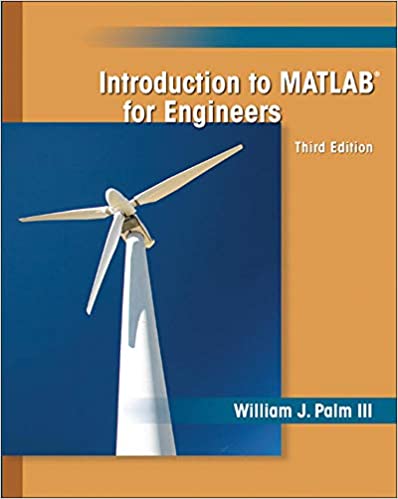 Introduction to MATLAB®
for Engineers
Third Edition
William J. Palm III